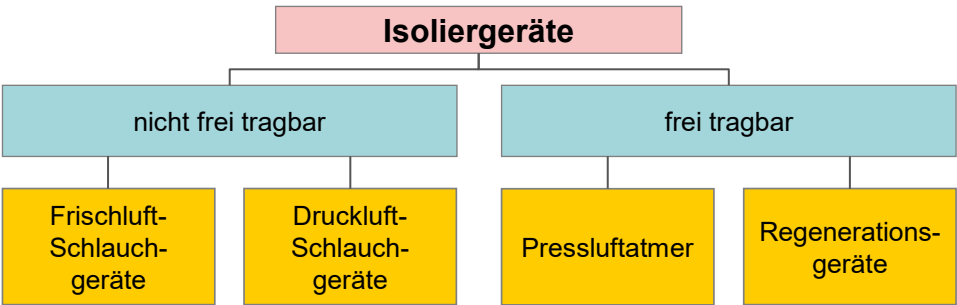 Isoliergeräte
nicht frei tragbar
frei tragbar
Frischluft-
Schlauch-
geräte
Druckluft-
Schlauch-
geräte
Pressluftatmer
Regenerations-
geräte